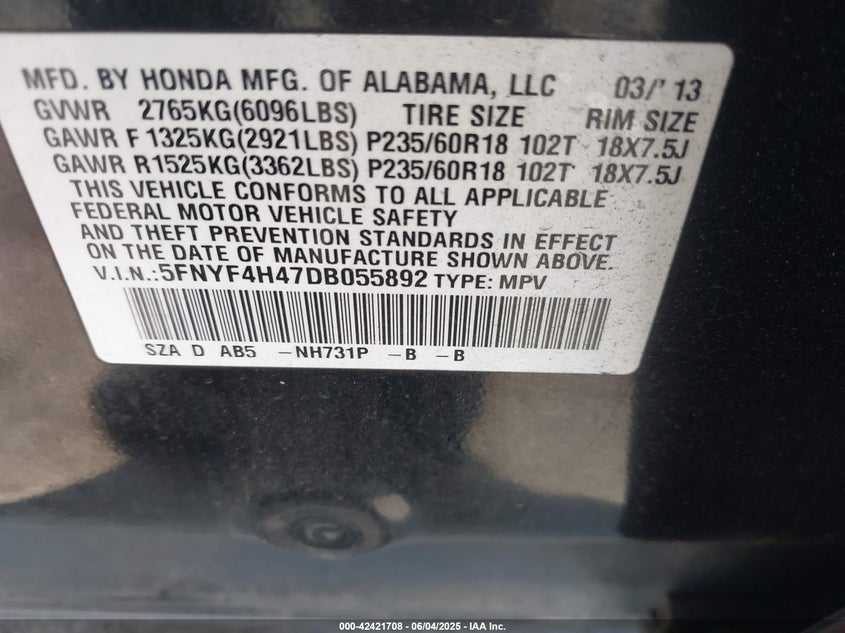 MFD. BY HONDA MFG. OF ALABAMA, LLC 03/' 13
GVWR 2765KG(6096LBS) TIRE SIZE RIM SIZE
GAWR F 1325KG(2921LBS) P235/60R18 102T 18X7.5J
GAWR R1525KG(3362LBS) P235/60R18 102T 18X7.5J
THIS VEHICLE CONFORMS TO ALL APPLICABLE
FEDERAL MOTOR VEHICLE SAFETY
AND THEFT PREVENTION STANDARDS IN EFFECT
ON THE DATE OF MANUFACTURE SHOWN ABOVE.
V.I.N.:5FNYF4H47DB055892 TYPE: MPV
SZA D AB5 -NH731P -B -B
000-42421708 - 06/04/2025 - IAA Inc.